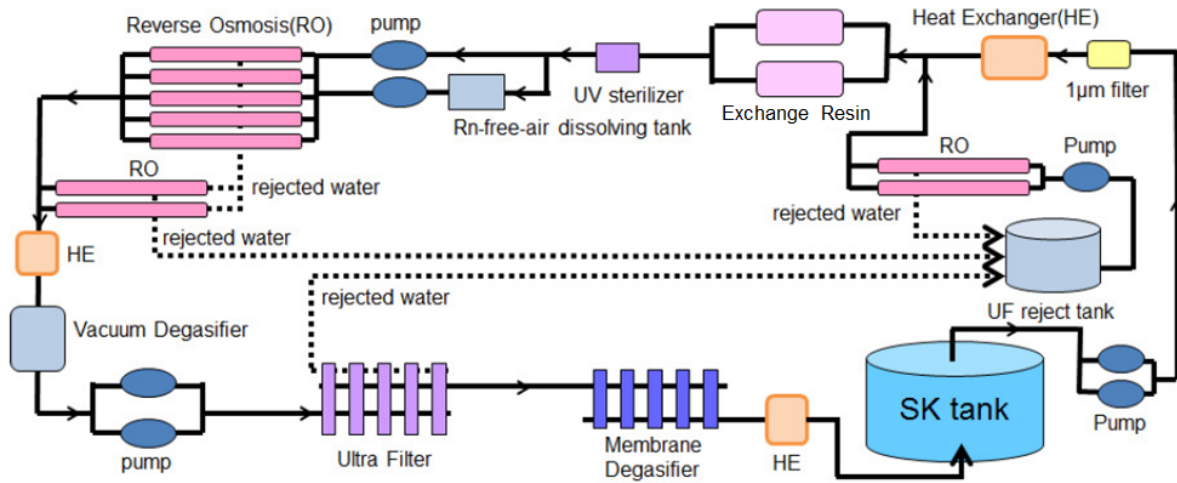 Reverse Osmosis(RO)
pump
Heat Exchanger(HE)
UV sterilizer
1μm filter
Exchange Resin
Rn-free-air dissolving tank
RO
Pump
RO
rejected water
rejected water
rejected water
HE
rejected water
UF reject tank
Vacuum Degasifier
SK tank
Pump
pump
Ultra Filter
Membrane
Degasifier
HE